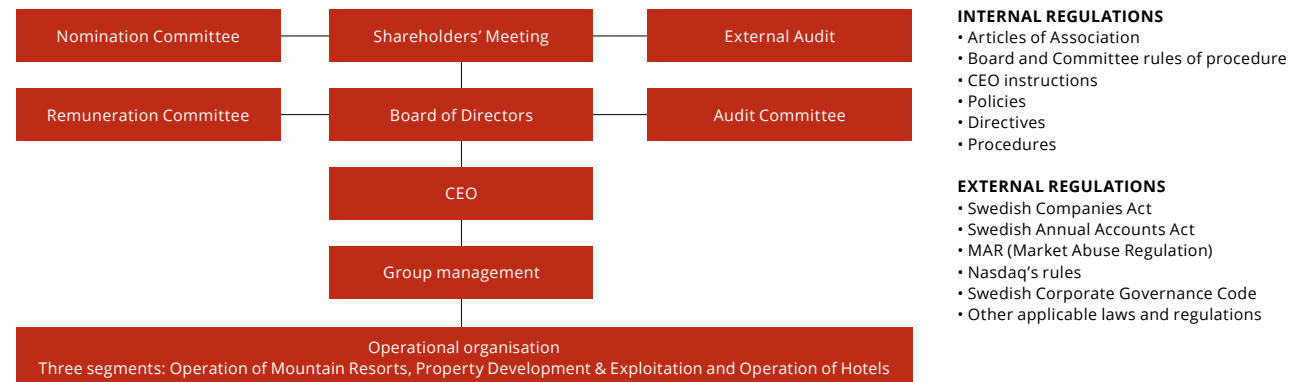 Nomination Committee
Shareholders’ Meeting
External Audit
Remuneration Committee
Board of Directors
Audit Committee
CEO
Group management
Operational organisation
Three segments: Operation of Mountain Resorts, Property Development & Exploitation and Operation of Hotels
INTERNAL REGULATIONS
• Articles of Association
• Board and Committee rules of procedure
• CEO instructions
• Policies
• Directives
• Procedures
EXTERNAL REGULATIONS
• Swedish Companies Act
• Swedish Annual Accounts Act
• MAR (Market Abuse Regulation)
• Nasdaq’s rules
• Swedish Corporate Governance Code
• Other applicable laws and regulations